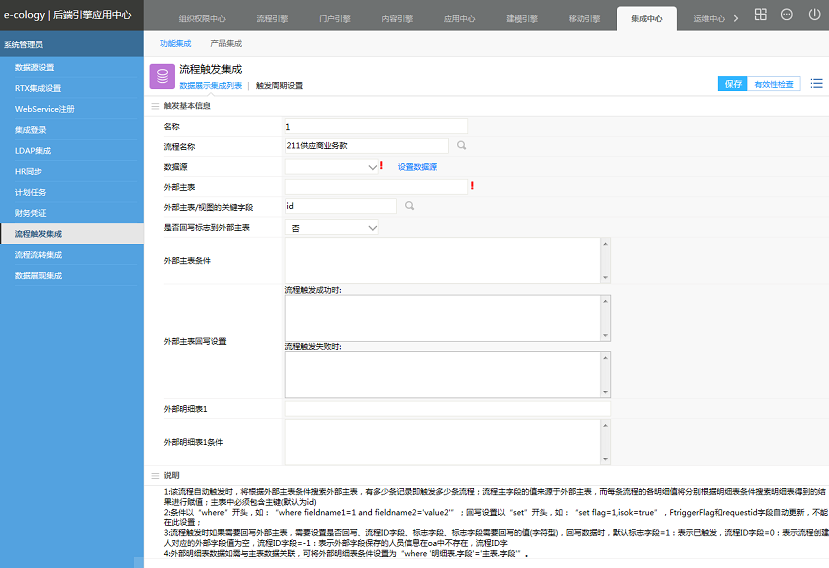 e-cology | 后端引擎应用中心
组织权限中心 流程引擎 门户引擎 内容引擎 应用中心 建模引擎 移动引擎 集成中心 运维中心
系统管理员
功能集成 产品集成
数据源设置
RTX集成设置
WebService注册
集成登录
LDAP集成
HR同步
计划任务
财务凭证
流程触发集成
流程流转集成
数据展现集成
流程触发集成
数据展示集成列表 | 触发周期设置
保存 有效性检查
触发基本信息
名称 1
流程名称 211供应商业务款
数据源 ! 设置数据源
外部主表 !
外部主表/视图的关键字段 id
是否回写标志到外部主表 否
外部主表条件
流程触发成功时:
外部主表回写设置
流程触发失败时:
外部明细表1
外部明细表1条件
说明
1:该流程自动触发时，将根据外部主表条件搜索外部主表，有多少条记录即触发多少条流程；流程主字段的值来源于外部主表，而每条流程的各明细值将分别根据明细表条件搜索明细表得到的结
果进行赋值；主表中必须包含主键(默认为id)
2:条件以“where”开头，如：“where fieldname1=1 and fieldname2='value2'”；回写设置以“set”开头，如：“set flag=1,isok=true”，FtriggerFlag和requestid字段自动更新，不能
在此设置；
3:流程触发时如果需要回写外部主表，需要设置是否回写、流程ID字段、标志字段、标志字段需要回写的值(字符型)，回写数据时，默认标志字段=1：表示已触发，流程ID字段=0：表示流程创建
人对应的外部字段值为空，流程ID字段=-1：表示外部字段保存的人员信息在oa中不存在，流程ID字
4:外部明细表数据如需与主表数据关联，可将外部明细表条件设置为“where '明细表.字段'='主表.字段'”。